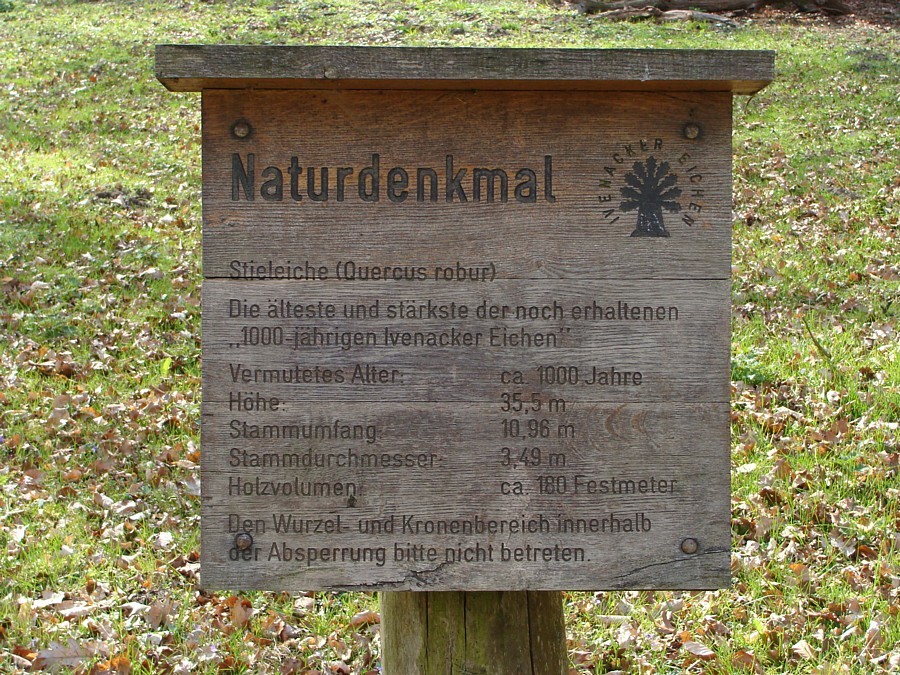 Naturdenkmal
IVENACKER EICHEN
Stieleiche (Quercus robur)
Die älteste und stärkste der noch erhaltenen
,,1000-jährigen Ivenacker Eichen"
Vermutetes Alter: ca. 1000 Jahre
Höhe: 35,5 m
Stammumfang: 10,96 m
Stammdurchmesser: 3,49 m
Holzvolumen: ca. 180 Festmeter
Den Wurzel- und Kronenbereich innerhalb
der Absperrung bitte nicht betreten.